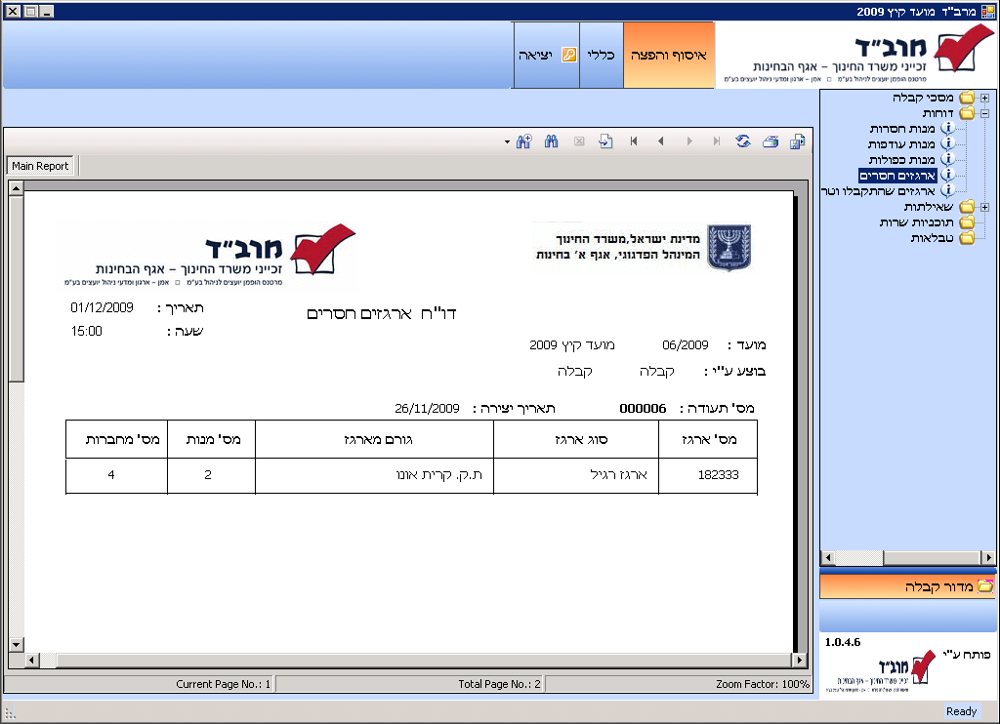 מרב"ד מועד קיץ 2009
מרב"ד
זכייני משרד החינוך – אגף הבחינות
מרטנס הופמן יועצים לניהול בע"מ □ אמן - ארגון ומדעי ניהול יועצים בע"מ
איסוף והפצה
כללי
יציאה
מסכי קבלה
דוחות
מנות חסרות
מנות עודפות
מנות כפולות
ארגזים חסרים
ארגזים שהתקבלו וטר
שאילתות
תוכניות שרות
טבלאות
Main Report
מדינת ישראל,משרד החינוך
המינהל הפדגוגי, אגף א' בחינות
מרב"ד
זכייני משרד החינוך – אגף הבחינות
מרטנס הופמן יועצים לניהול בע"מ □ אמן - ארגון ומדעי ניהול יועצים בע"מ
דו"ח ארגזים חסרים
תאריך : 01/12/2009
שעה : 15:00
מועד : 06/2009 מועד קיץ 2009
בוצע ע"י : קבלה קבלה
מס' תעודה : 000006 תאריך יצירה : 26/11/2009
מס' ארגז סוג ארגז גורם מארגז מס' מנות מס' מחברות
182333 ארגז רגיל ת.ק. קרית אונו 2 4
מדור קבלה
1.0.4.6
פותח ע"י
מרב"ד
זכייני משרד החינוך - אגף הבחינות
Current Page No.: 1
Total Page No.: 2
Zoom Factor: 100%
Ready